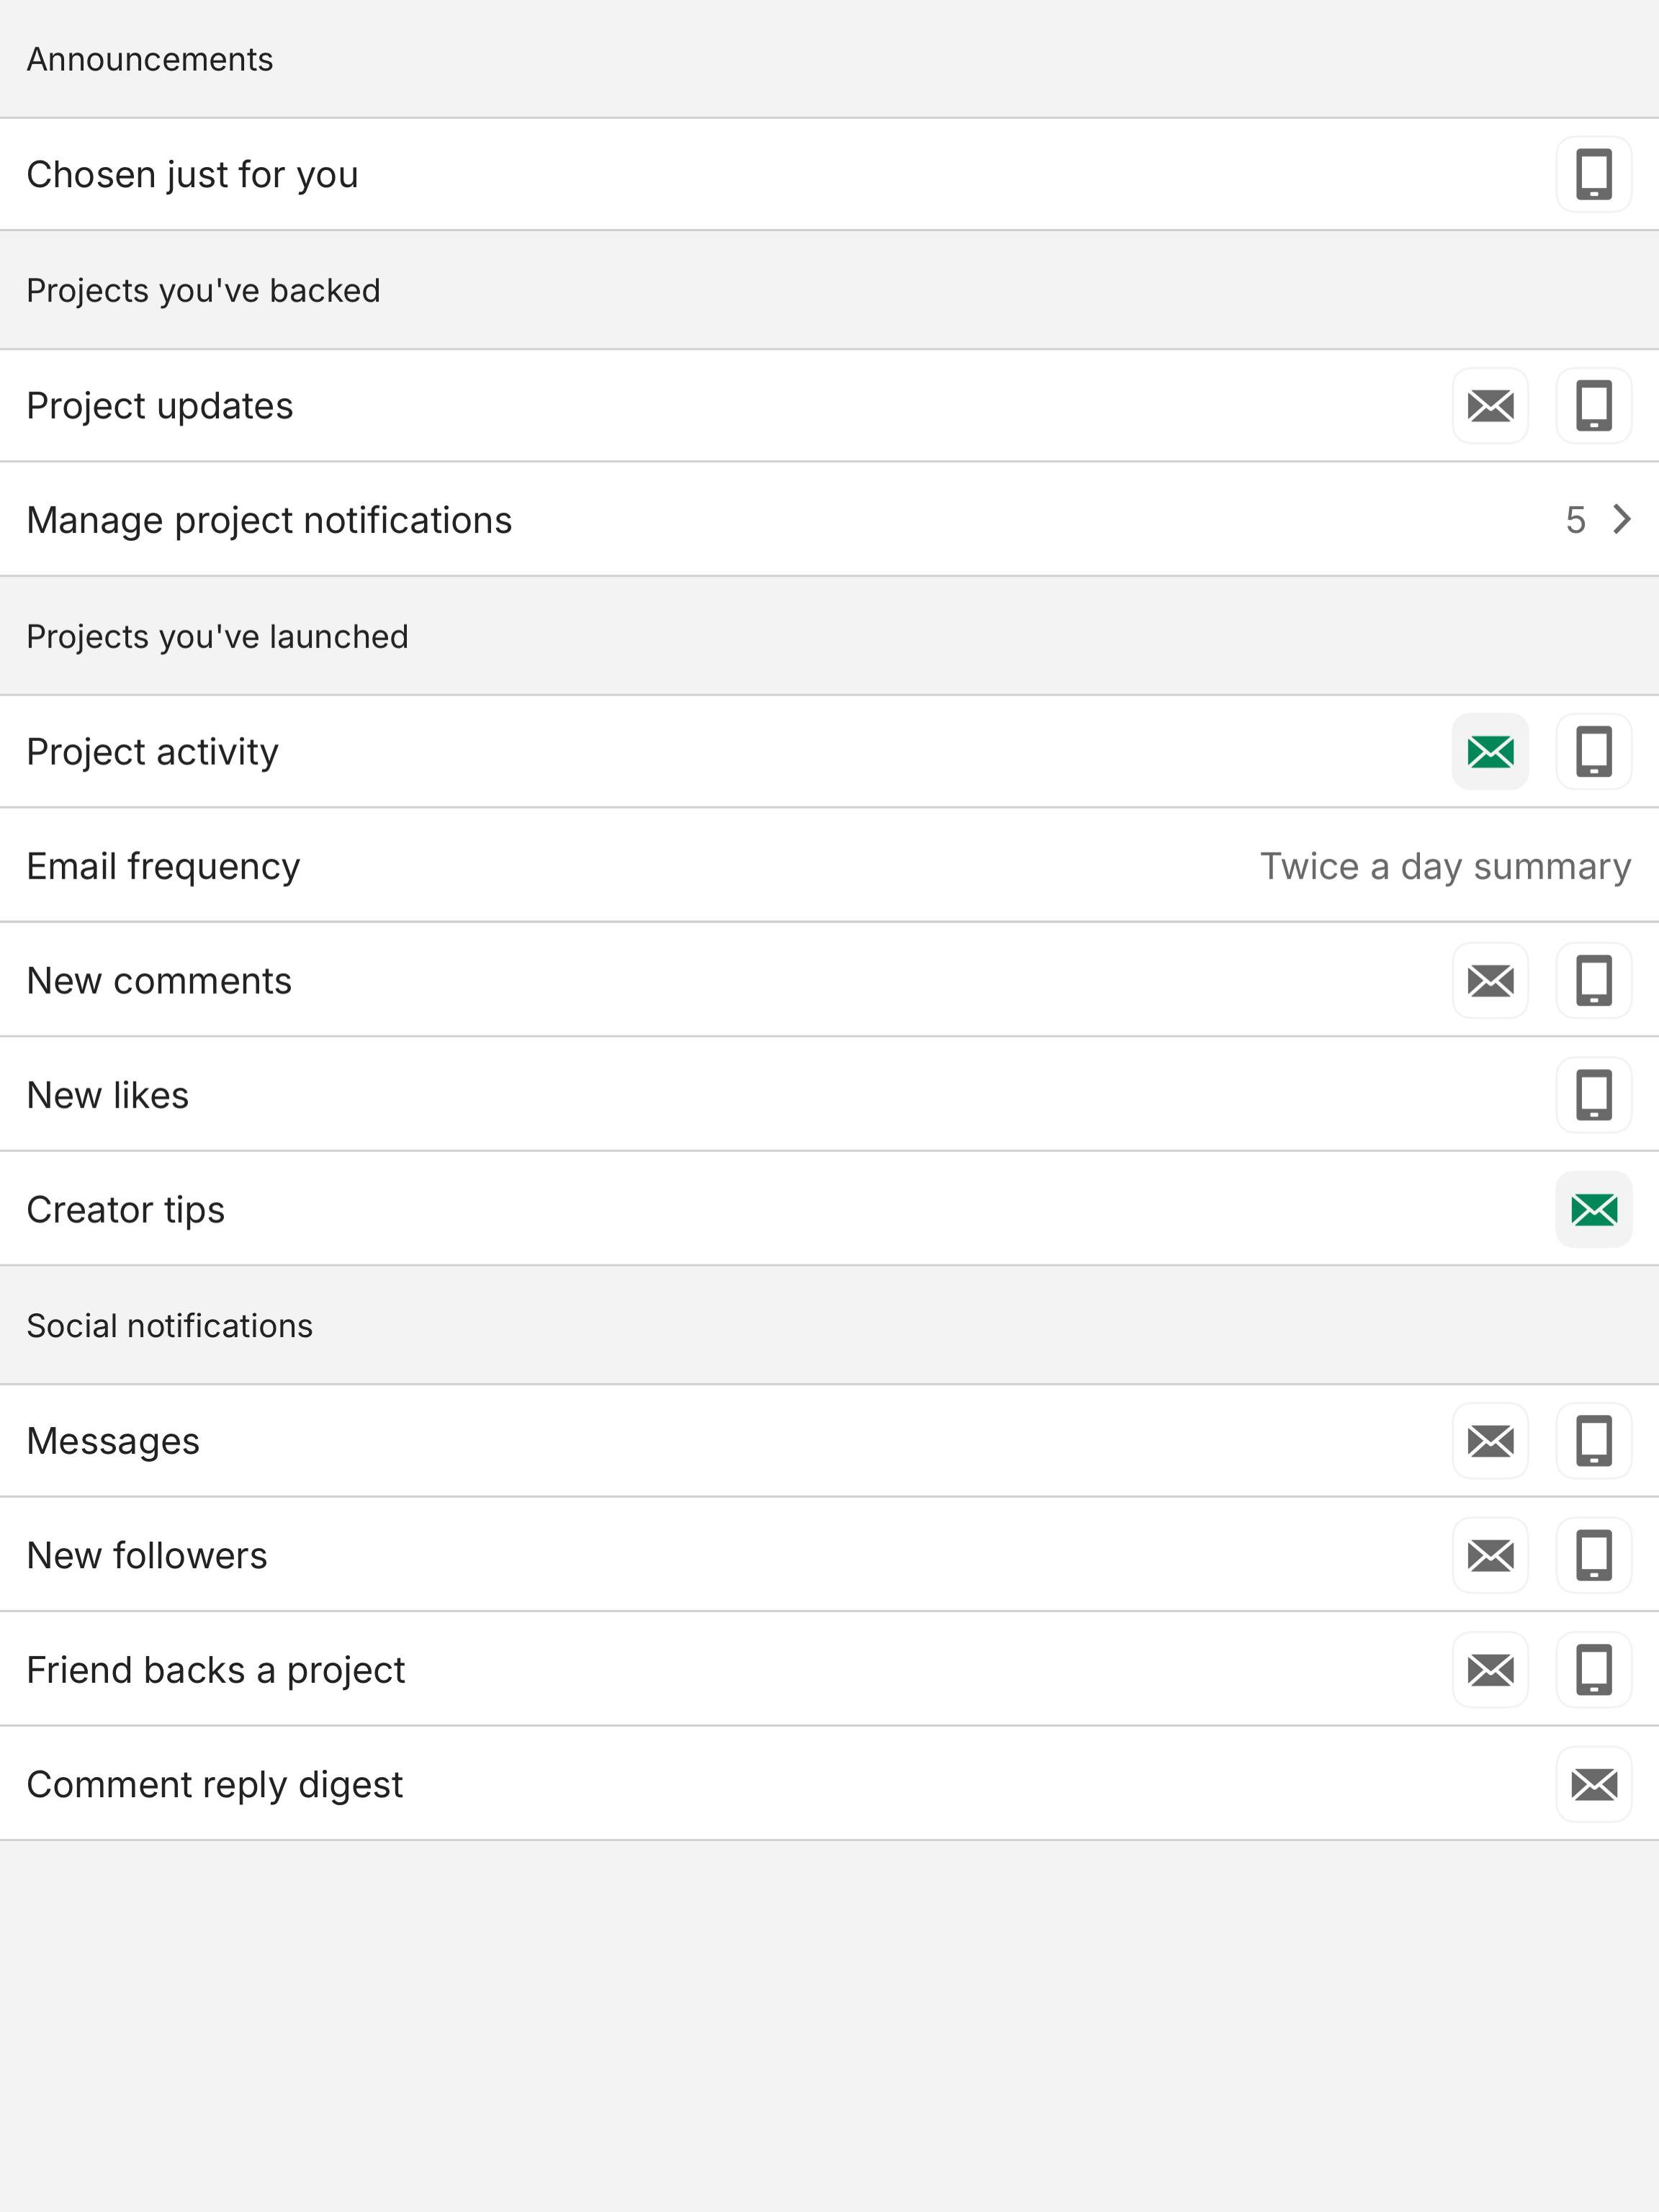 Announcements
Chosen just for you
Projects you've backed
Project updates
Manage project notifications 5
Projects you've launched
Project activity
Email frequency Twice a day summary
New comments
New likes
Creator tips
Social notifications
Messages
New followers
Friend backs a project
Comment reply digest